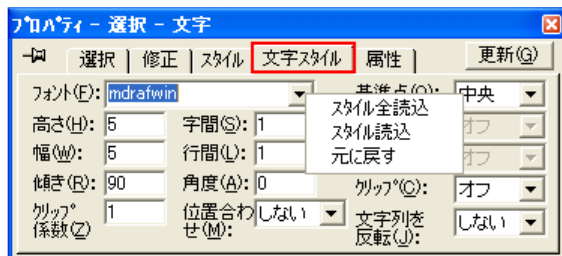 ﾌﾟﾛﾊﾟﾃｨ - 選択 - 文字
選択 修正 ｽﾀｲﾙ 文字ｽﾀｲﾙ 属性 更新(G)
ﾌｫﾝﾄ(F): mdrafwin 中央
ｽﾀｲﾙ全読込
高さ(H): 5 字間(S): 1 オフ
ｽﾀｲﾙ読込
幅(W): 5 行間(L): 1 オフ
元に戻す
傾き(R): 90 角度(A): 0 ｸﾘｯﾌﾟ(C): オフ
ｸﾘｯﾌﾟ 1 位置合わ しない 文字列を しない
係数(Z) せ(M): 反転(J):